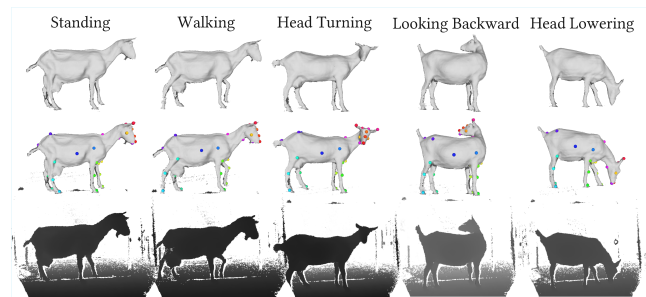 Standing
Walking
Head Turning
Looking Backward
Head Lowering